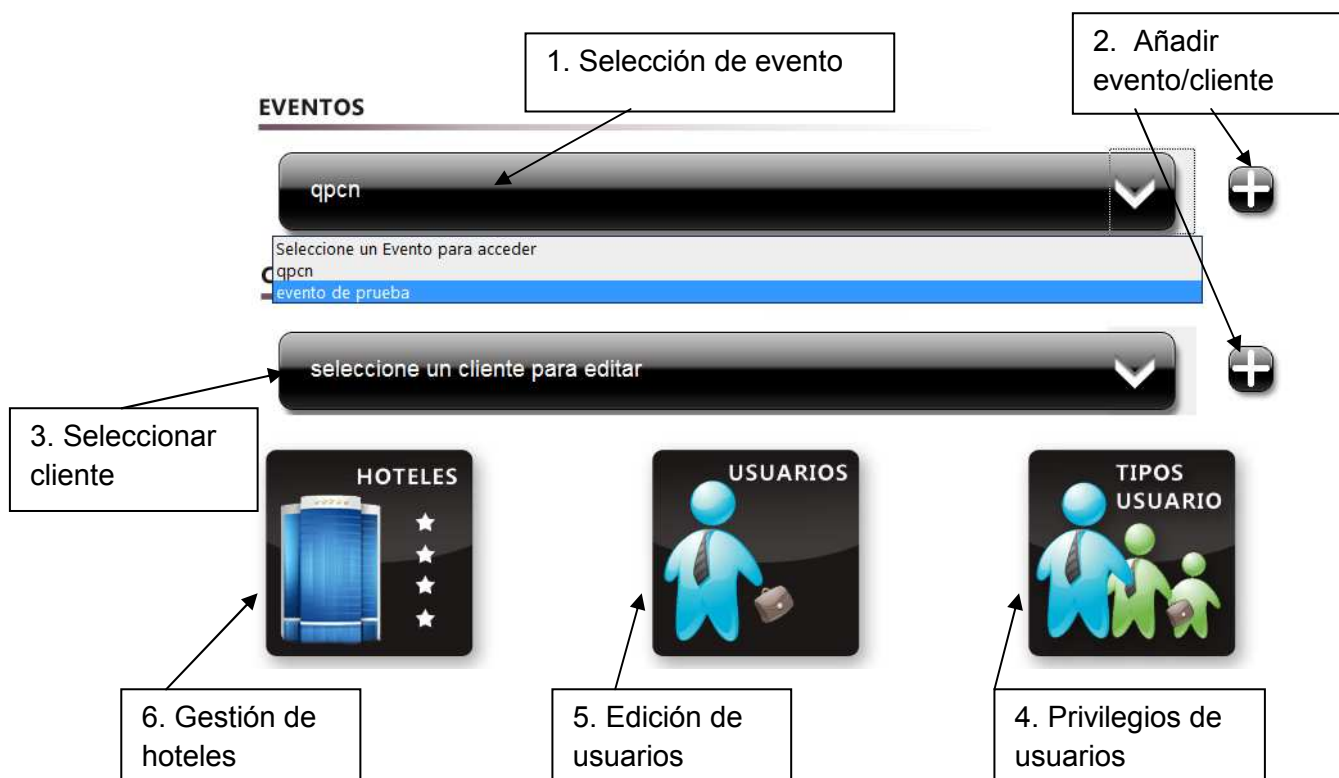 1. Selección de evento
2. Añadir
evento/cliente
EVENTOS
qpcn
Seleccione un Evento para acceder
qpcn
evento de prueba
seleccione un cliente para editar
3. Seleccionar
cliente
HOTELES
USUARIOS
TIPOS
USUARIO
6. Gestión de
hoteles
5. Edición de
usuarios
4. Privilegios de
usuarios